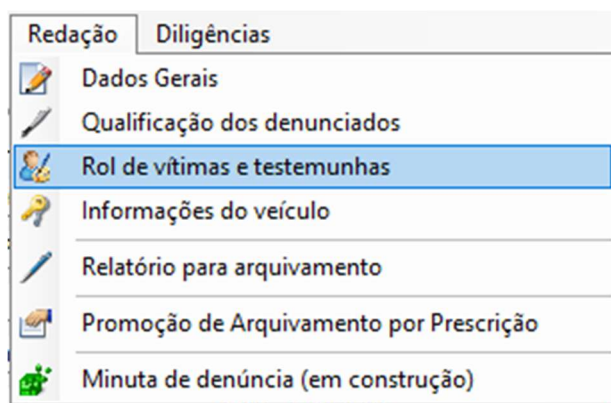 Redação Diligências
Dados Gerais
Qualificação dos denunciados
Rol de vítimas e testemunhas
Informações do veículo
Relatório para arquivamento
Promoção de Arquivamento por Prescrição
Minuta de denúncia (em construção)